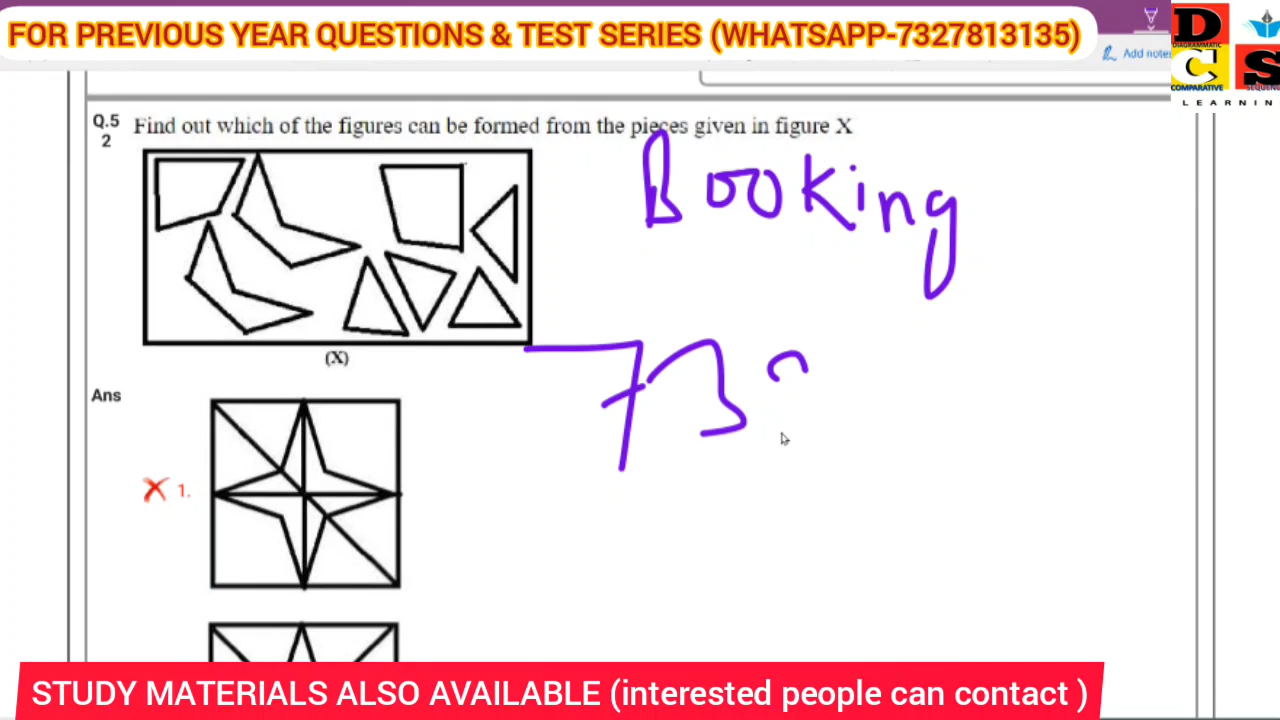 FOR PREVIOUS YEAR QUESTIONS & TEST SERIES (WHATSAPP-7327813135)
D
DIAGRAMMATIC
Add notes
C S
COMPARATIVE SEQUENC
LEARNIN
Q.5
2
Find out which of the figures can be formed from the pieces given in figure X
Booking
(X)
73
Ans
X 1.
STUDY MATERIALS ALSO AVAILABLE (interested people can contact )